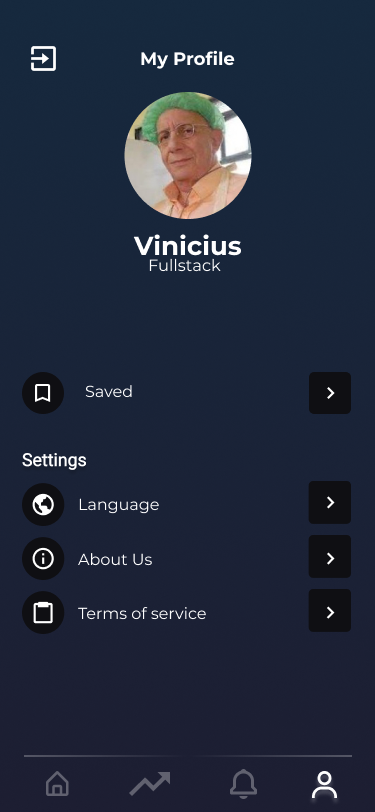 My Profile
Vinicius
Fullstack
Saved
Settings
Language
About Us
Terms of service